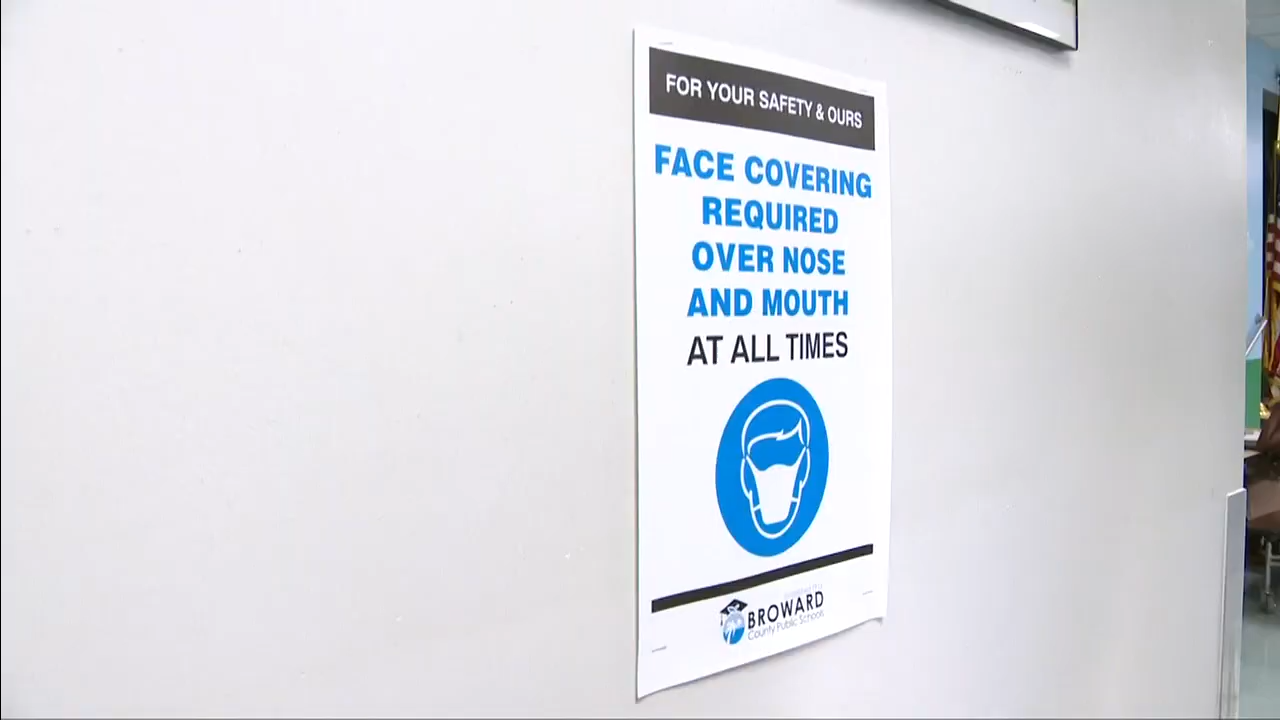 FOR YOUR SAFETY & OURS
FACE COVERING
REQUIRED
OVER NOSE
AND MOUTH
AT ALL TIMES
BROWARD
County Public Schools